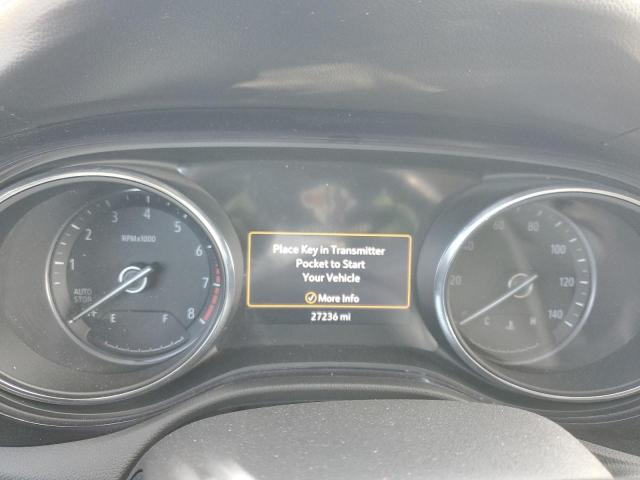 1 2 3 4 5 6 7 8
RPMx1000
AUTO
STOP
E F
Place Key in Transmitter
Pocket to Start
Your Vehicle
More Info
27236 mi
20 40 60 80 100 120 140
C H